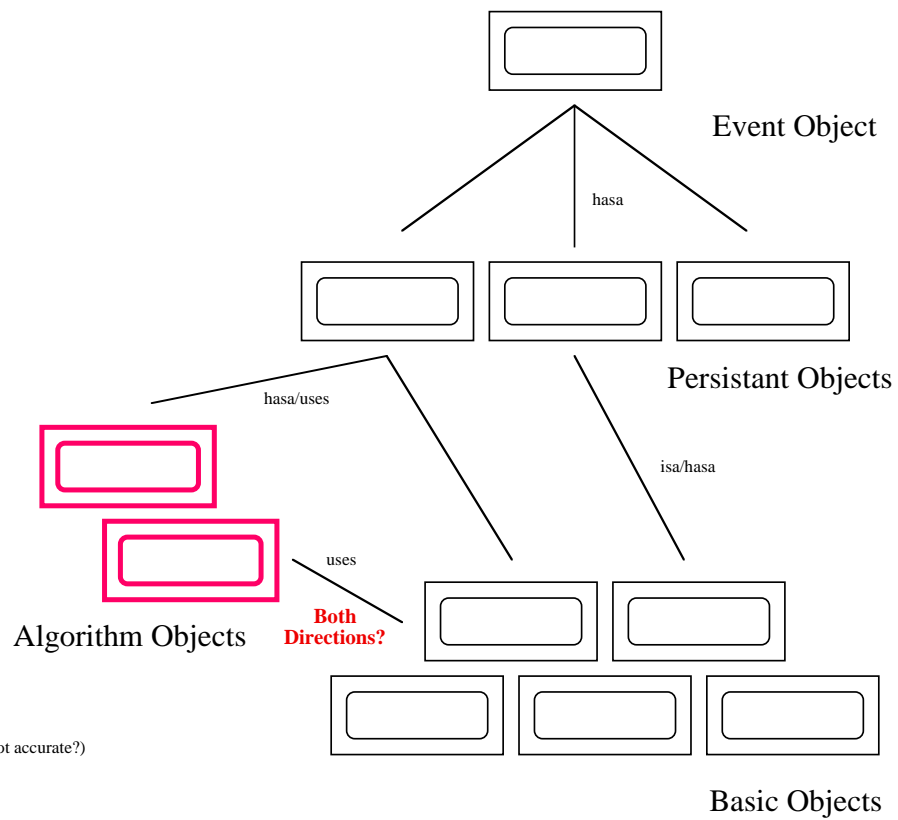 Event Object
hasa
Persistant Objects
hasa/uses
isa/hasa
uses
Both
Directions?
Algorithm Objects
ot accurate?)
Basic Objects